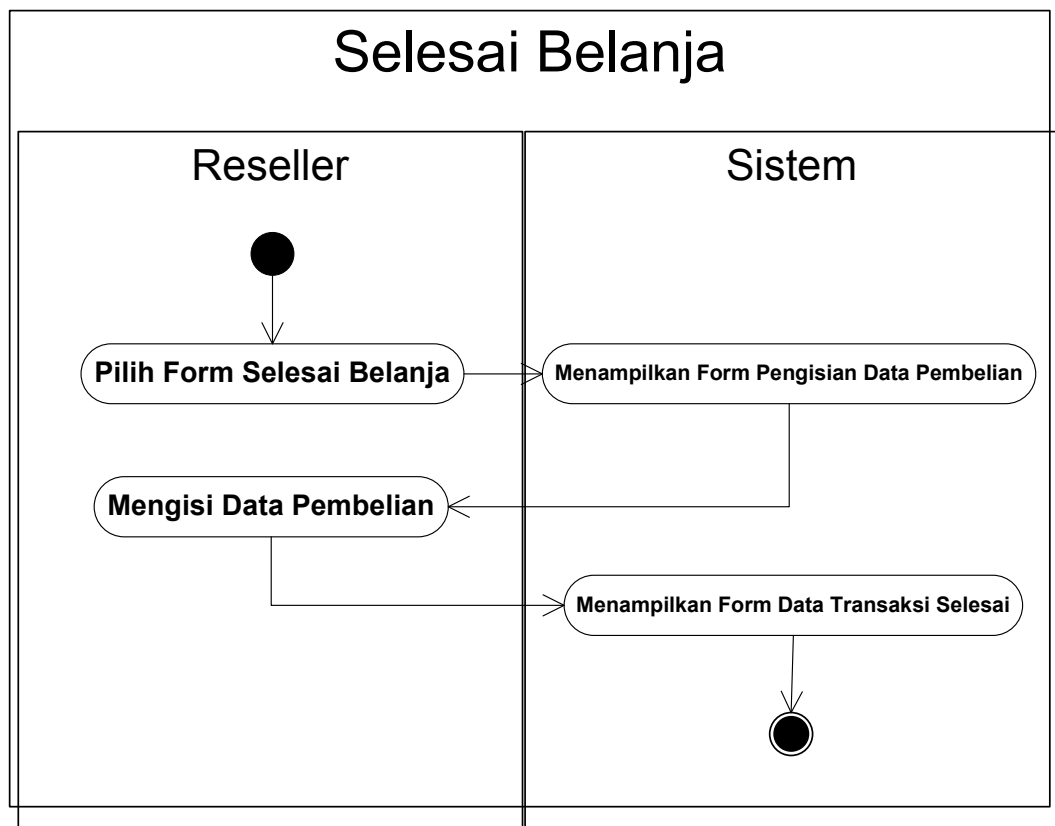 Selesai Belanja
Reseller
Sistem
Pilih Form Selesai Belanja
Menampilkan Form Pengisian Data Pembelian
Mengisi Data Pembelian
Menampilkan Form Data Transaksi Selesai